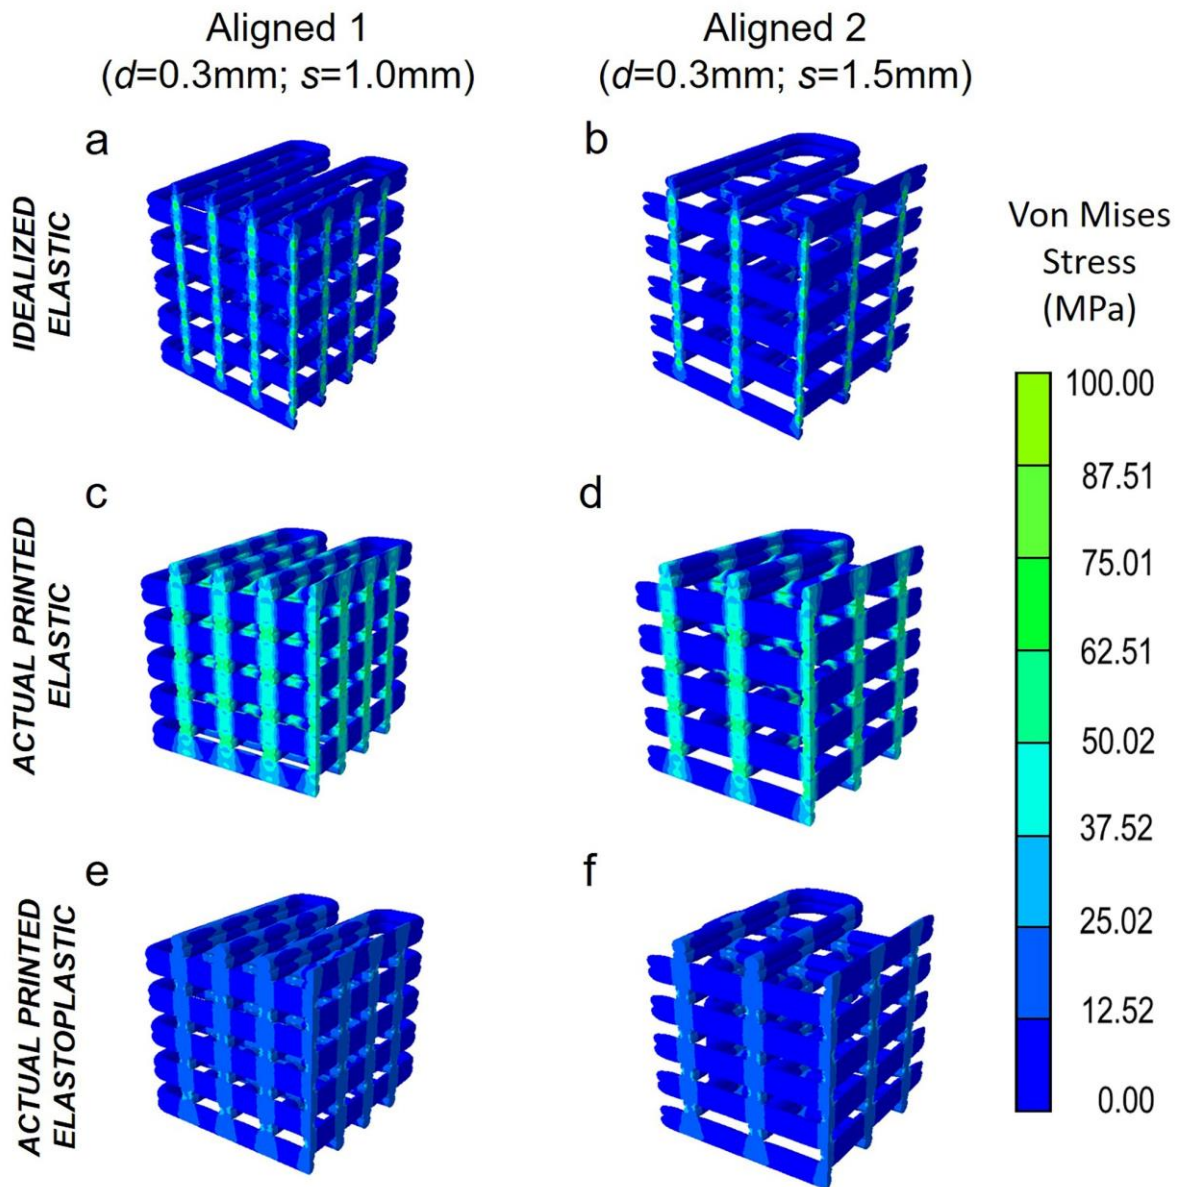 Aligned 1
(d=0.3mm; s=1.0mm)
Aligned 2
(d=0.3mm; s=1.5mm)
a
b
IDEALIZED
ELASTIC
c
d
ACTUAL PRINTED
ELASTIC
e
f
ACTUAL PRINTED
ELASTOPLASTIC
Von Mises
Stress
(MPa)
100.00
87.51
75.01
62.51
50.02
37.52
25.02
12.52
0.00